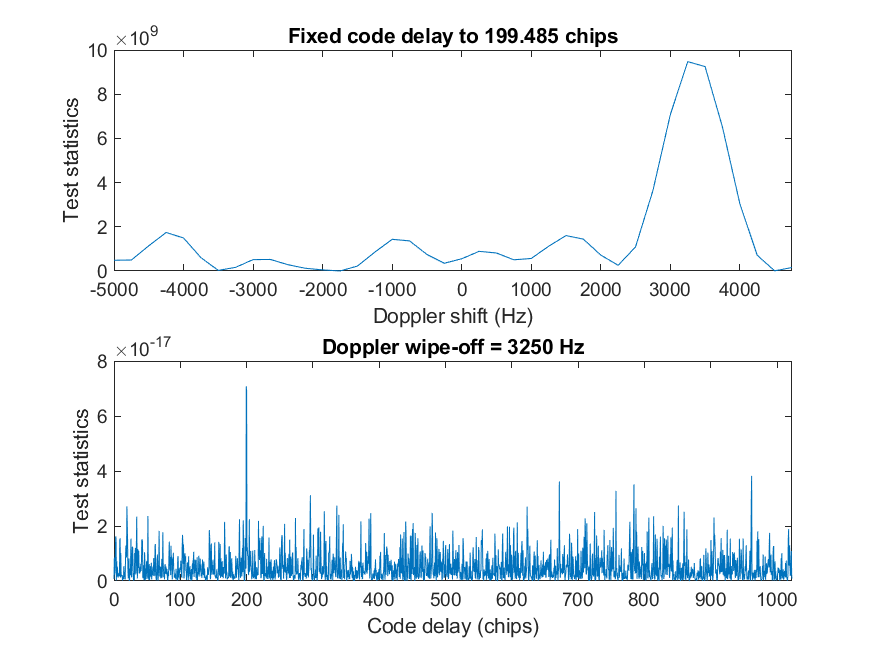 Fixed code delay to 199.485 chips
×10^9
10
8
6
4
2
0
Test statistics
-5000 -4000 -3000 -2000 -1000 0 1000 2000 3000 4000
Doppler shift (Hz)
Doppler wipe-off = 3250 Hz
×10^-17
8
6
4
2
0
Test statistics
0 100 200 300 400 500 600 700 800 900 1000
Code delay (chips)